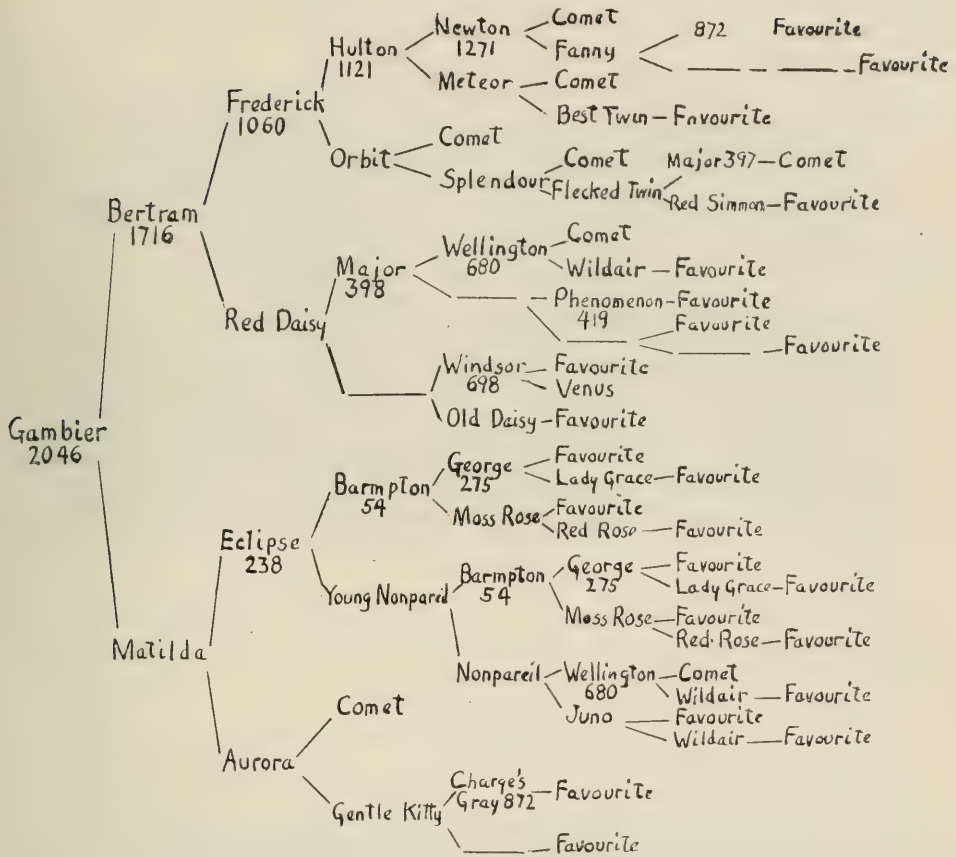 Comet
872 Favourite
Newton
1271
Fanny
Favourite
Hulton
1121
Meteor
Comet
Best Twin - Favourite
Frederick
1060
Comet
Orbit
Comet
Major 397 - Comet
Splendour
Flecked Twin
Red Simmon - Favourite
Bertram
1716
Wellington
680
Comet
Wildair - Favourite
Major
398
Phenomenon - Favourite
419
Favourite
Favourite
Red Daisy
Windsor
698
Favourite
Venus
Old Daisy - Favourite
Gambier
2046
George
275
Favourite
Lady Grace - Favourite
Barmpton
54
Moss Rose
Favourite
Red Rose - Favourite
Eclipse
238
Young Nonpareil
Barmpton
54
George
275
Favourite
Lady Grace - Favourite
Moss Rose - Favourite
Red Rose - Favourite
Matilda
Nonpareil
Wellington
680
Comet
Wildair - Favourite
Juno
Favourite
Wildair - Favourite
Comet
Aurora
Gentle Kitty
Charge's
Gray 872 - Favourite
Favourite